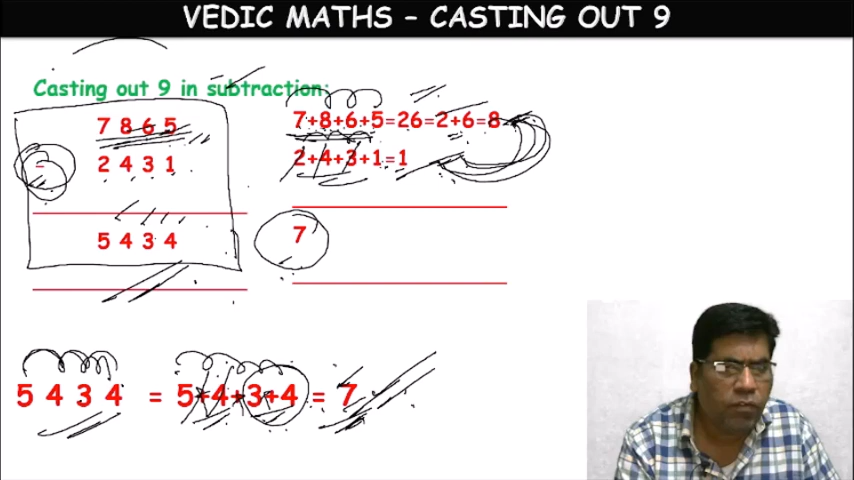 VEDIC MATHS – CASTING OUT 9
Casting out 9 in subtraction:
7 8 6 5
- 2 4 3 1
5 4 3 4
7+8+6+5=26=2+6=8
2+4+3+1=1
7
5 4 3 4 = 5+4+3+4 = 7